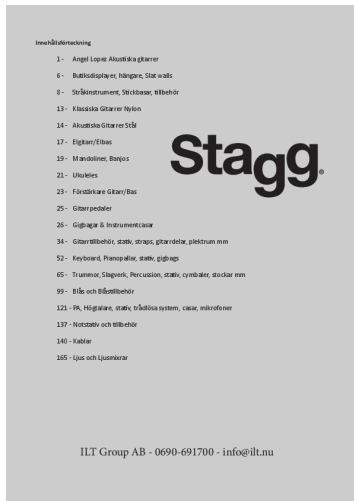 Innehållsförteckning
1 - Angel Lopez Akustiska gitarrer
6 - Butiksdisplayer, hängare, Slat walls
8 - Stråkinstrument, Stickbasar, tillbehör
13 - Klassiska Gitarrer Nylon
14 - Akustiska Gitarrer Stål
17 - Elgitarr/Elbas
19 - Mandoliner, Banjos
21 - Ukuleles
23 - Förstärkare Gitarr/Bas
25 - Gitarrpedaler
26 - Gigbagar & Instrumentcasar
34 - Gitarrtillbehör, stativ, straps, gitarrdelar, plektrum mm
52 - Keyboard, Pianopallar, stativ, gigbags
65 - Trummor, Slagverk, Percussion, stativ, cymbaler, stockar mm
99 - Blås och Blåstillbehör
121 - PA, Högtalare, stativ, trådlösa system, casar, mikrofoner
137 - Notstativ och tillbehör
140 - Kablar
165 - Ljus och Ljusmixrar
Stagg®
ILT Group AB - 0690-691700 - info@ilt.nu